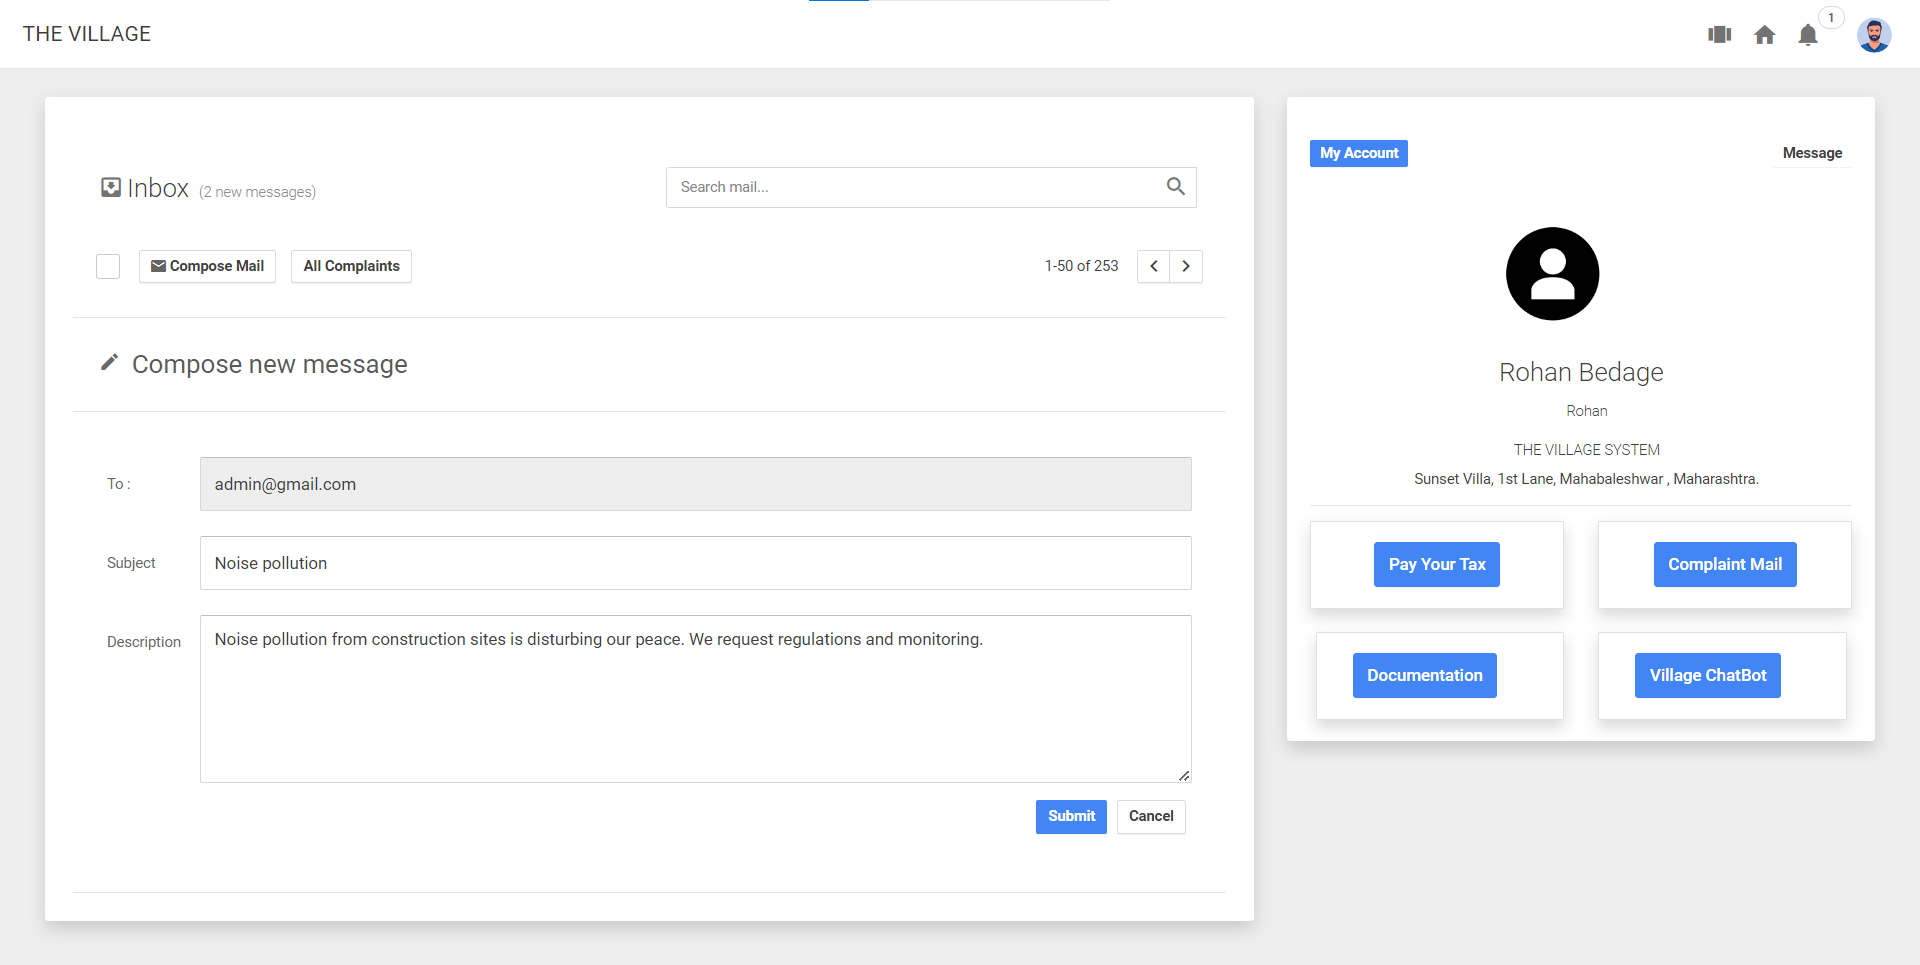 THE VILLAGE
1
Inbox (2 new messages)
Search mail...
Compose Mail
All Complaints
1-50 of 253
Compose new message
To :
admin@gmail.com
Subject
Noise pollution
Description
Noise pollution from construction sites is disturbing our peace. We request regulations and monitoring.
Submit
Cancel
My Account
Message
Rohan Bedage
Rohan
THE VILLAGE SYSTEM
Sunset Villa, 1st Lane, Mahabaleshwar , Maharashtra.
Pay Your Tax
Complaint Mail
Documentation
Village ChatBot